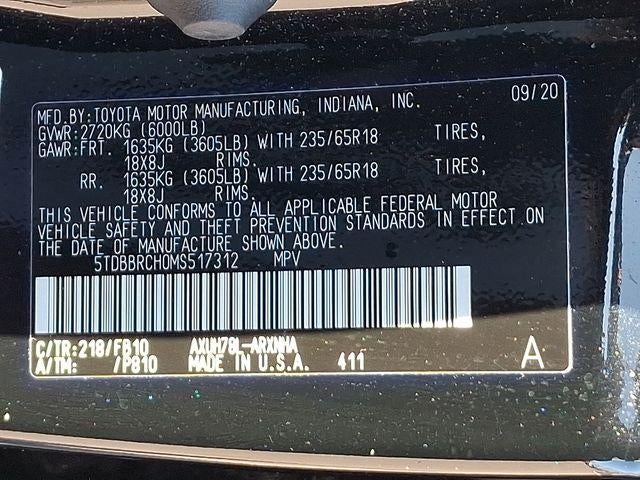 MFD.BY:TOYOTA MOTOR MANUFACTURING, INDIANA, INC. 09/20
GVWR:2720KG (6000LB)
GAWR:FRT. 1635KG (3605LB) WITH 235/65R18 TIRES,
18X8J RIMS.
RR. 1635KG (3605LB) WITH 235/65R18 TIRES,
18X8J RIMS.
THIS VEHICLE CONFORMS TO ALL APPLICABLE FEDERAL MOTOR
VEHICLE SAFETY AND THEFT PREVENTION STANDARDS IN EFFECT ON
THE DATE OF MANUFACTURE SHOWN ABOVE.
5TDBBRCH0MS517312 MPV
C/TR:218/FB10 AXUH78L-ARXNHA
A/TM: /P810 MADE IN U.S.A. 411 A